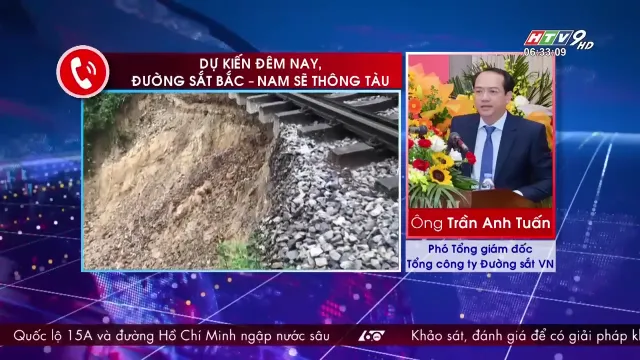 HTV9 HD
06:33:09
DỰ KIẾN ĐÊM NAY,
ĐƯỜNG SẮT BẮC - NAM SẼ THÔNG TÀU
Ông Trần Anh Tuấn
Phó Tổng giám đốc
Tổng công ty Đường sắt VN
Quốc lộ 15A và đường Hồ Chí Minh ngập nước sâu
60
Khảo sát, đánh giá để có giải pháp kh